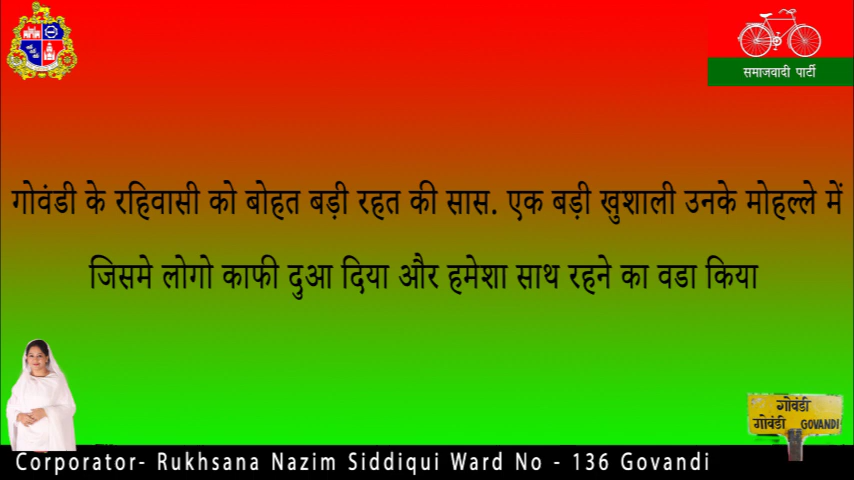 समाजवादी पार्टी
गोवंडी के रहिवासी को बोहत बड़ी रहत की सास. एक बड़ी खुशाली उनके मोहल्ले में
जिसमे लोगो काफी दुआ दिया और हमेशा साथ रहने का वडा किया
गोवंडी
गोवंडी GOVANDI
Corporator- Rukhsana Nazim Siddiqui Ward No - 136 Govandi